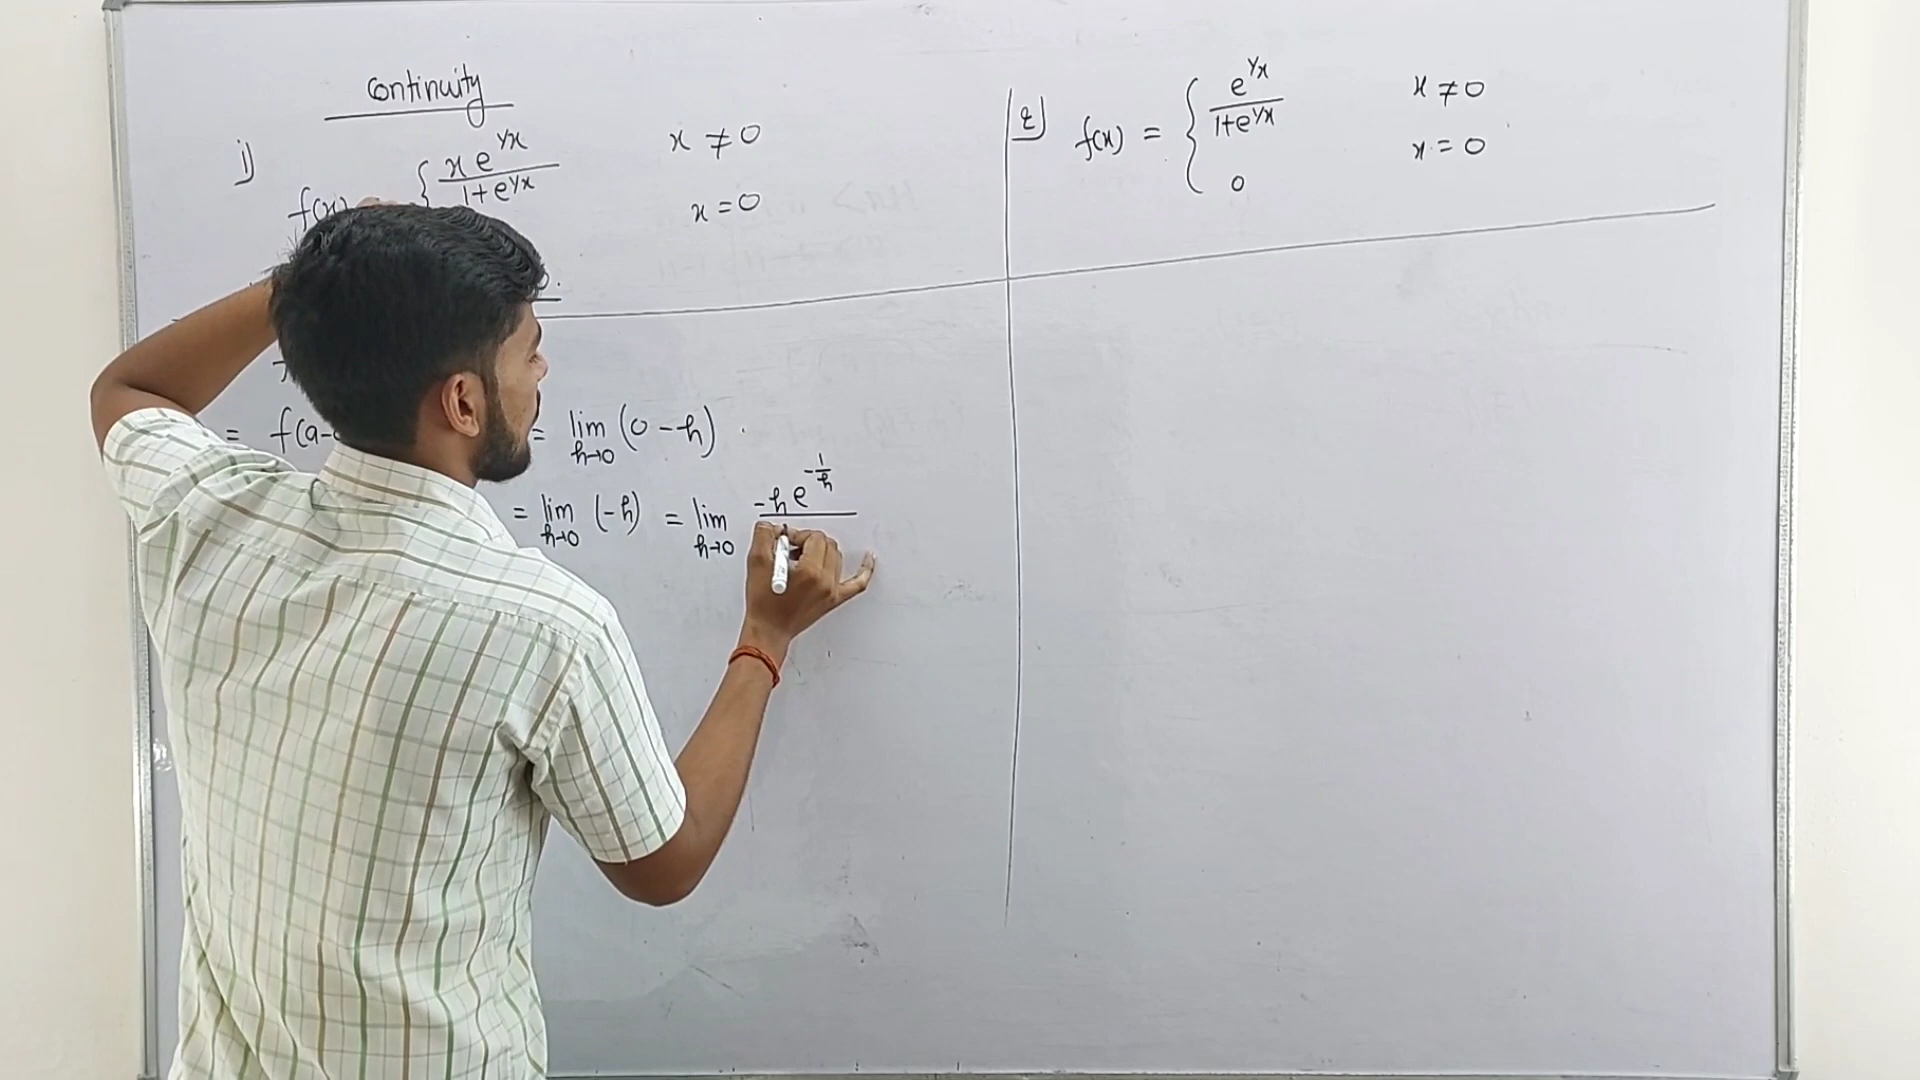 Continuity
i)
f(x) { x e^1/x / 1+e^1/x x ≠ 0
x = 0
= f(a- = lim h→0 (0-h)
= lim h→0 (-h) = lim h→0 -h e^-1/h
2) f(x) = { e^1/x / 1+e^1/x x ≠ 0
0 x = 0